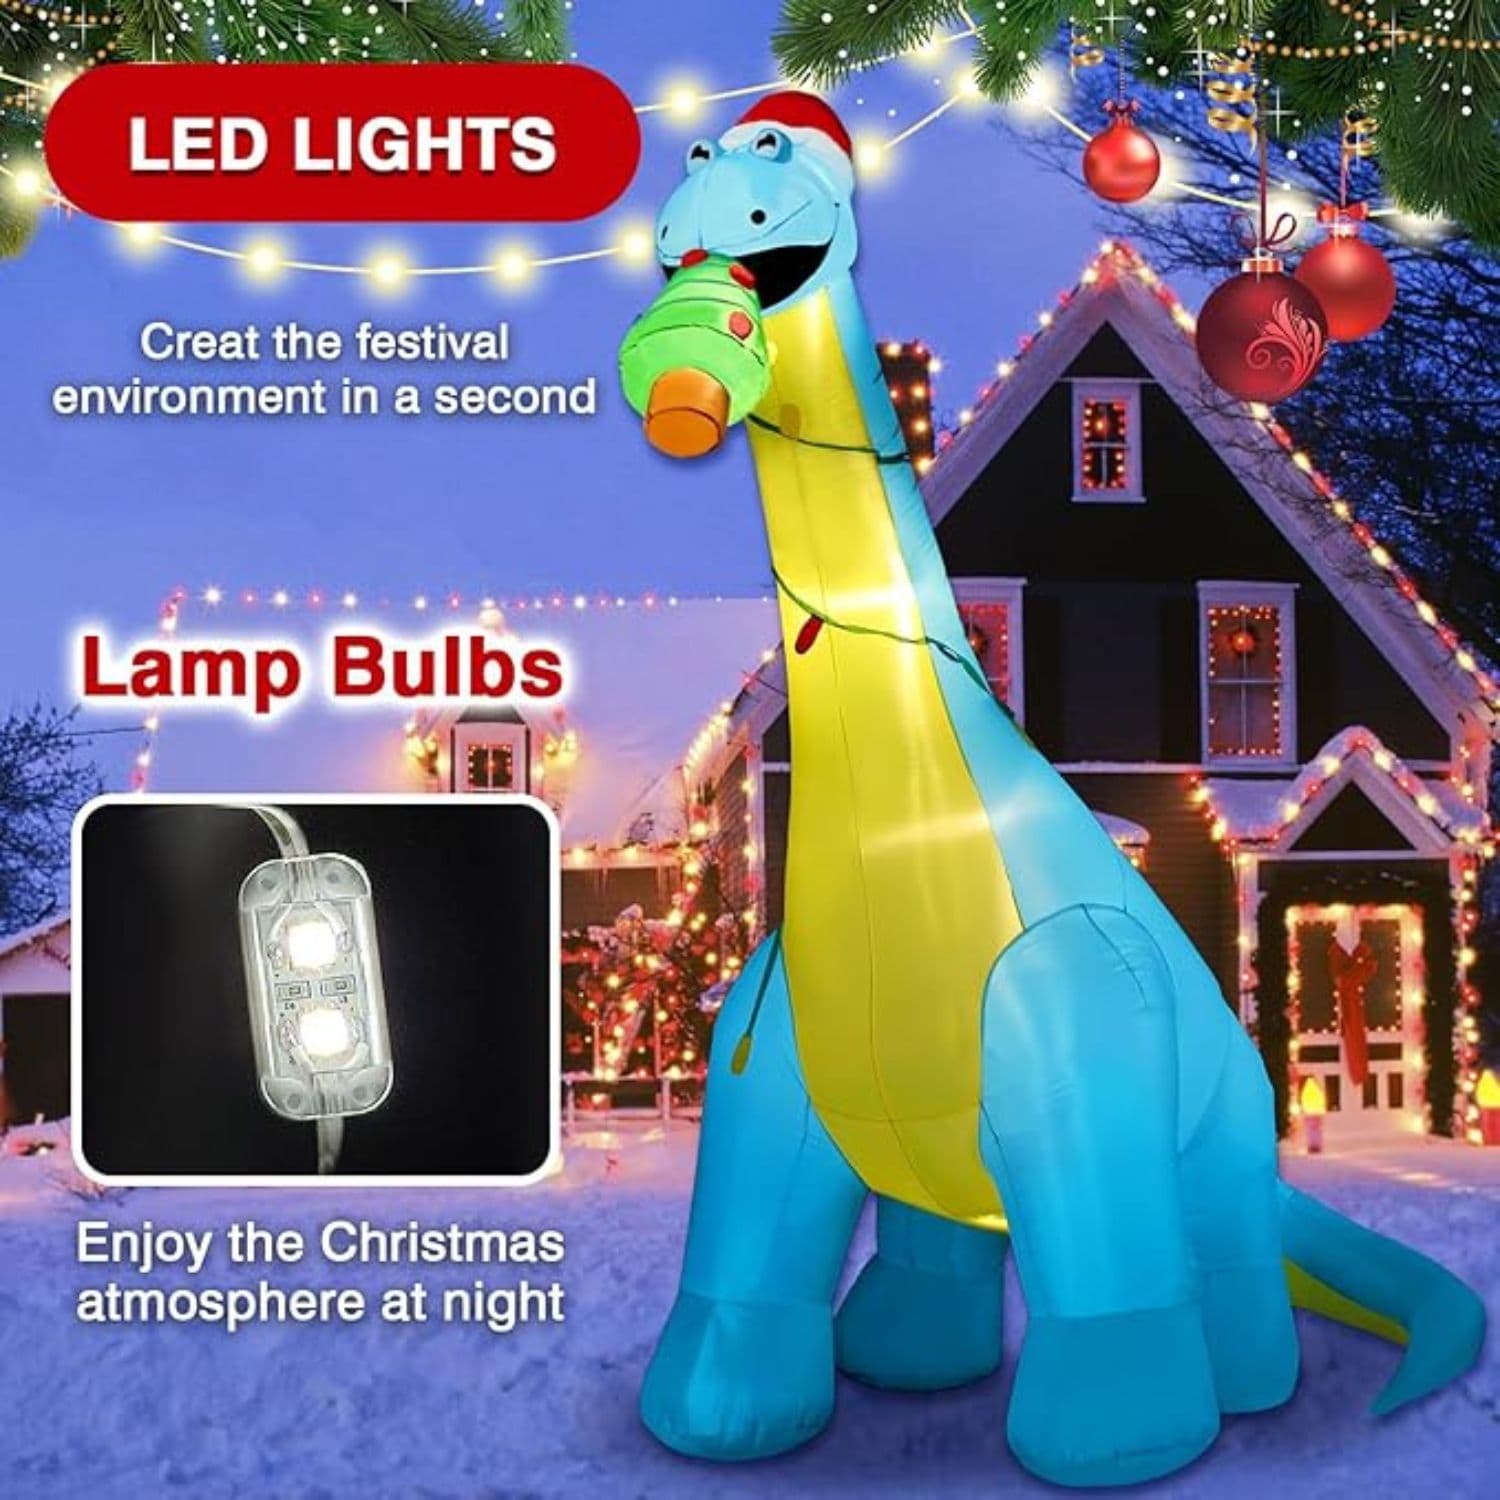 LED LIGHTS
Creat the festival
environment in a second
Lamp Bulbs
Enjoy the Christmas
atmosphere at night